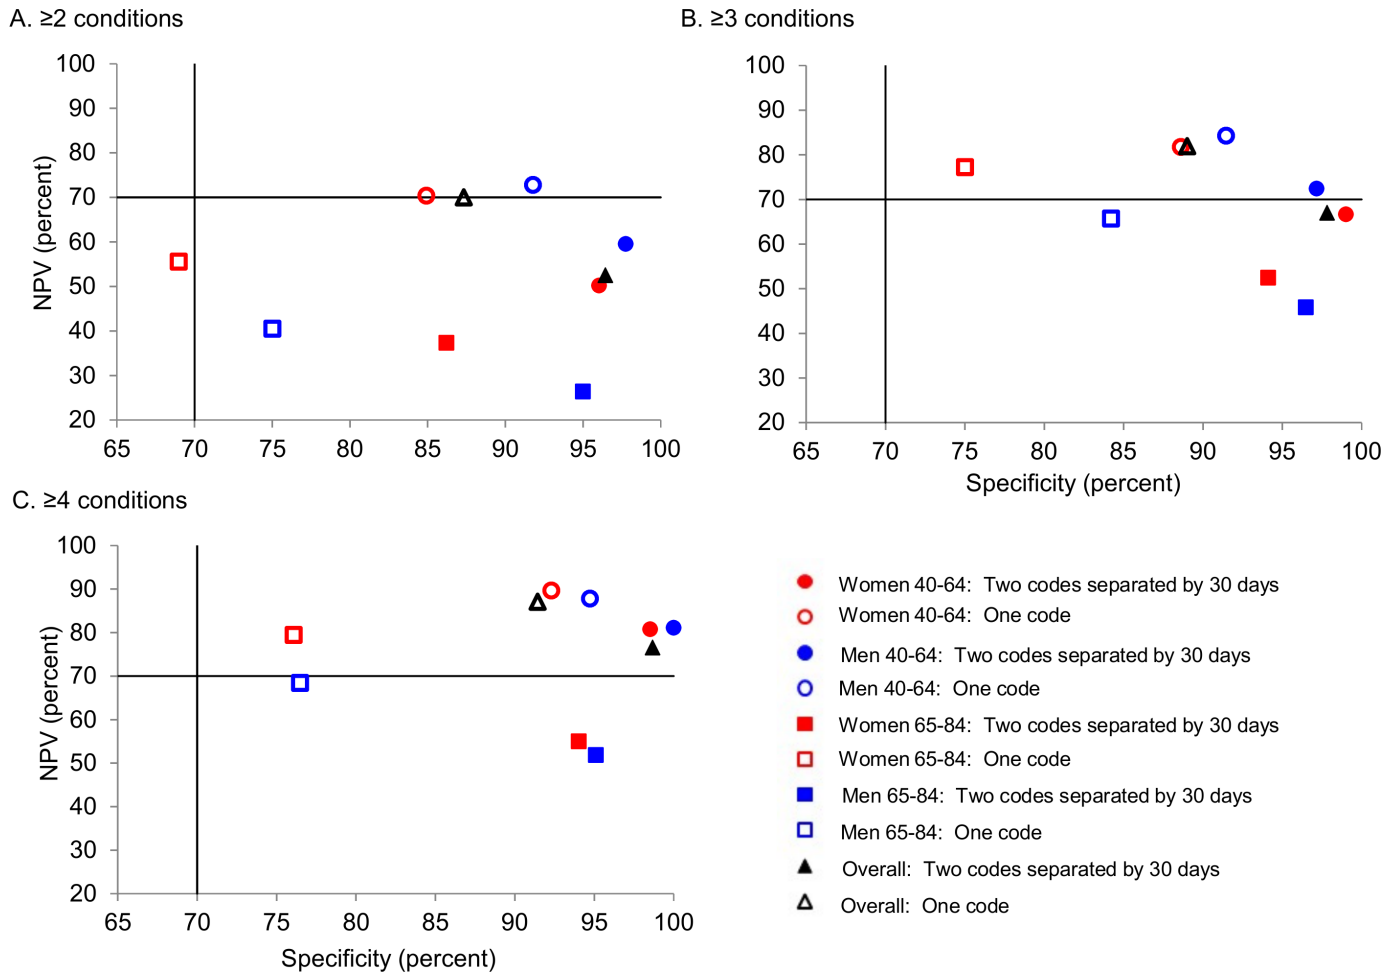 A. ≥2 conditions
100
90
80
70
60
50
40
30
20
NPV (percent)
65 70 75 80 85 90 95 100
B. ≥3 conditions
100
90
80
70
60
50
40
30
20
65 70 75 80 85 90 95 100
Specificity (percent)
C. ≥4 conditions
100
90
80
70
60
50
40
30
20
NPV (percent)
65 70 75 80 85 90 95 100
Specificity (percent)
Women 40-64: Two codes separated by 30 days
Women 40-64: One code
Men 40-64: Two codes separated by 30 days
Men 40-64: One code
Women 65-84: Two codes separated by 30 days
Women 65-84: One code
Men 65-84: Two codes separated by 30 days
Men 65-84: One code
Overall: Two codes separated by 30 days
Overall: One code